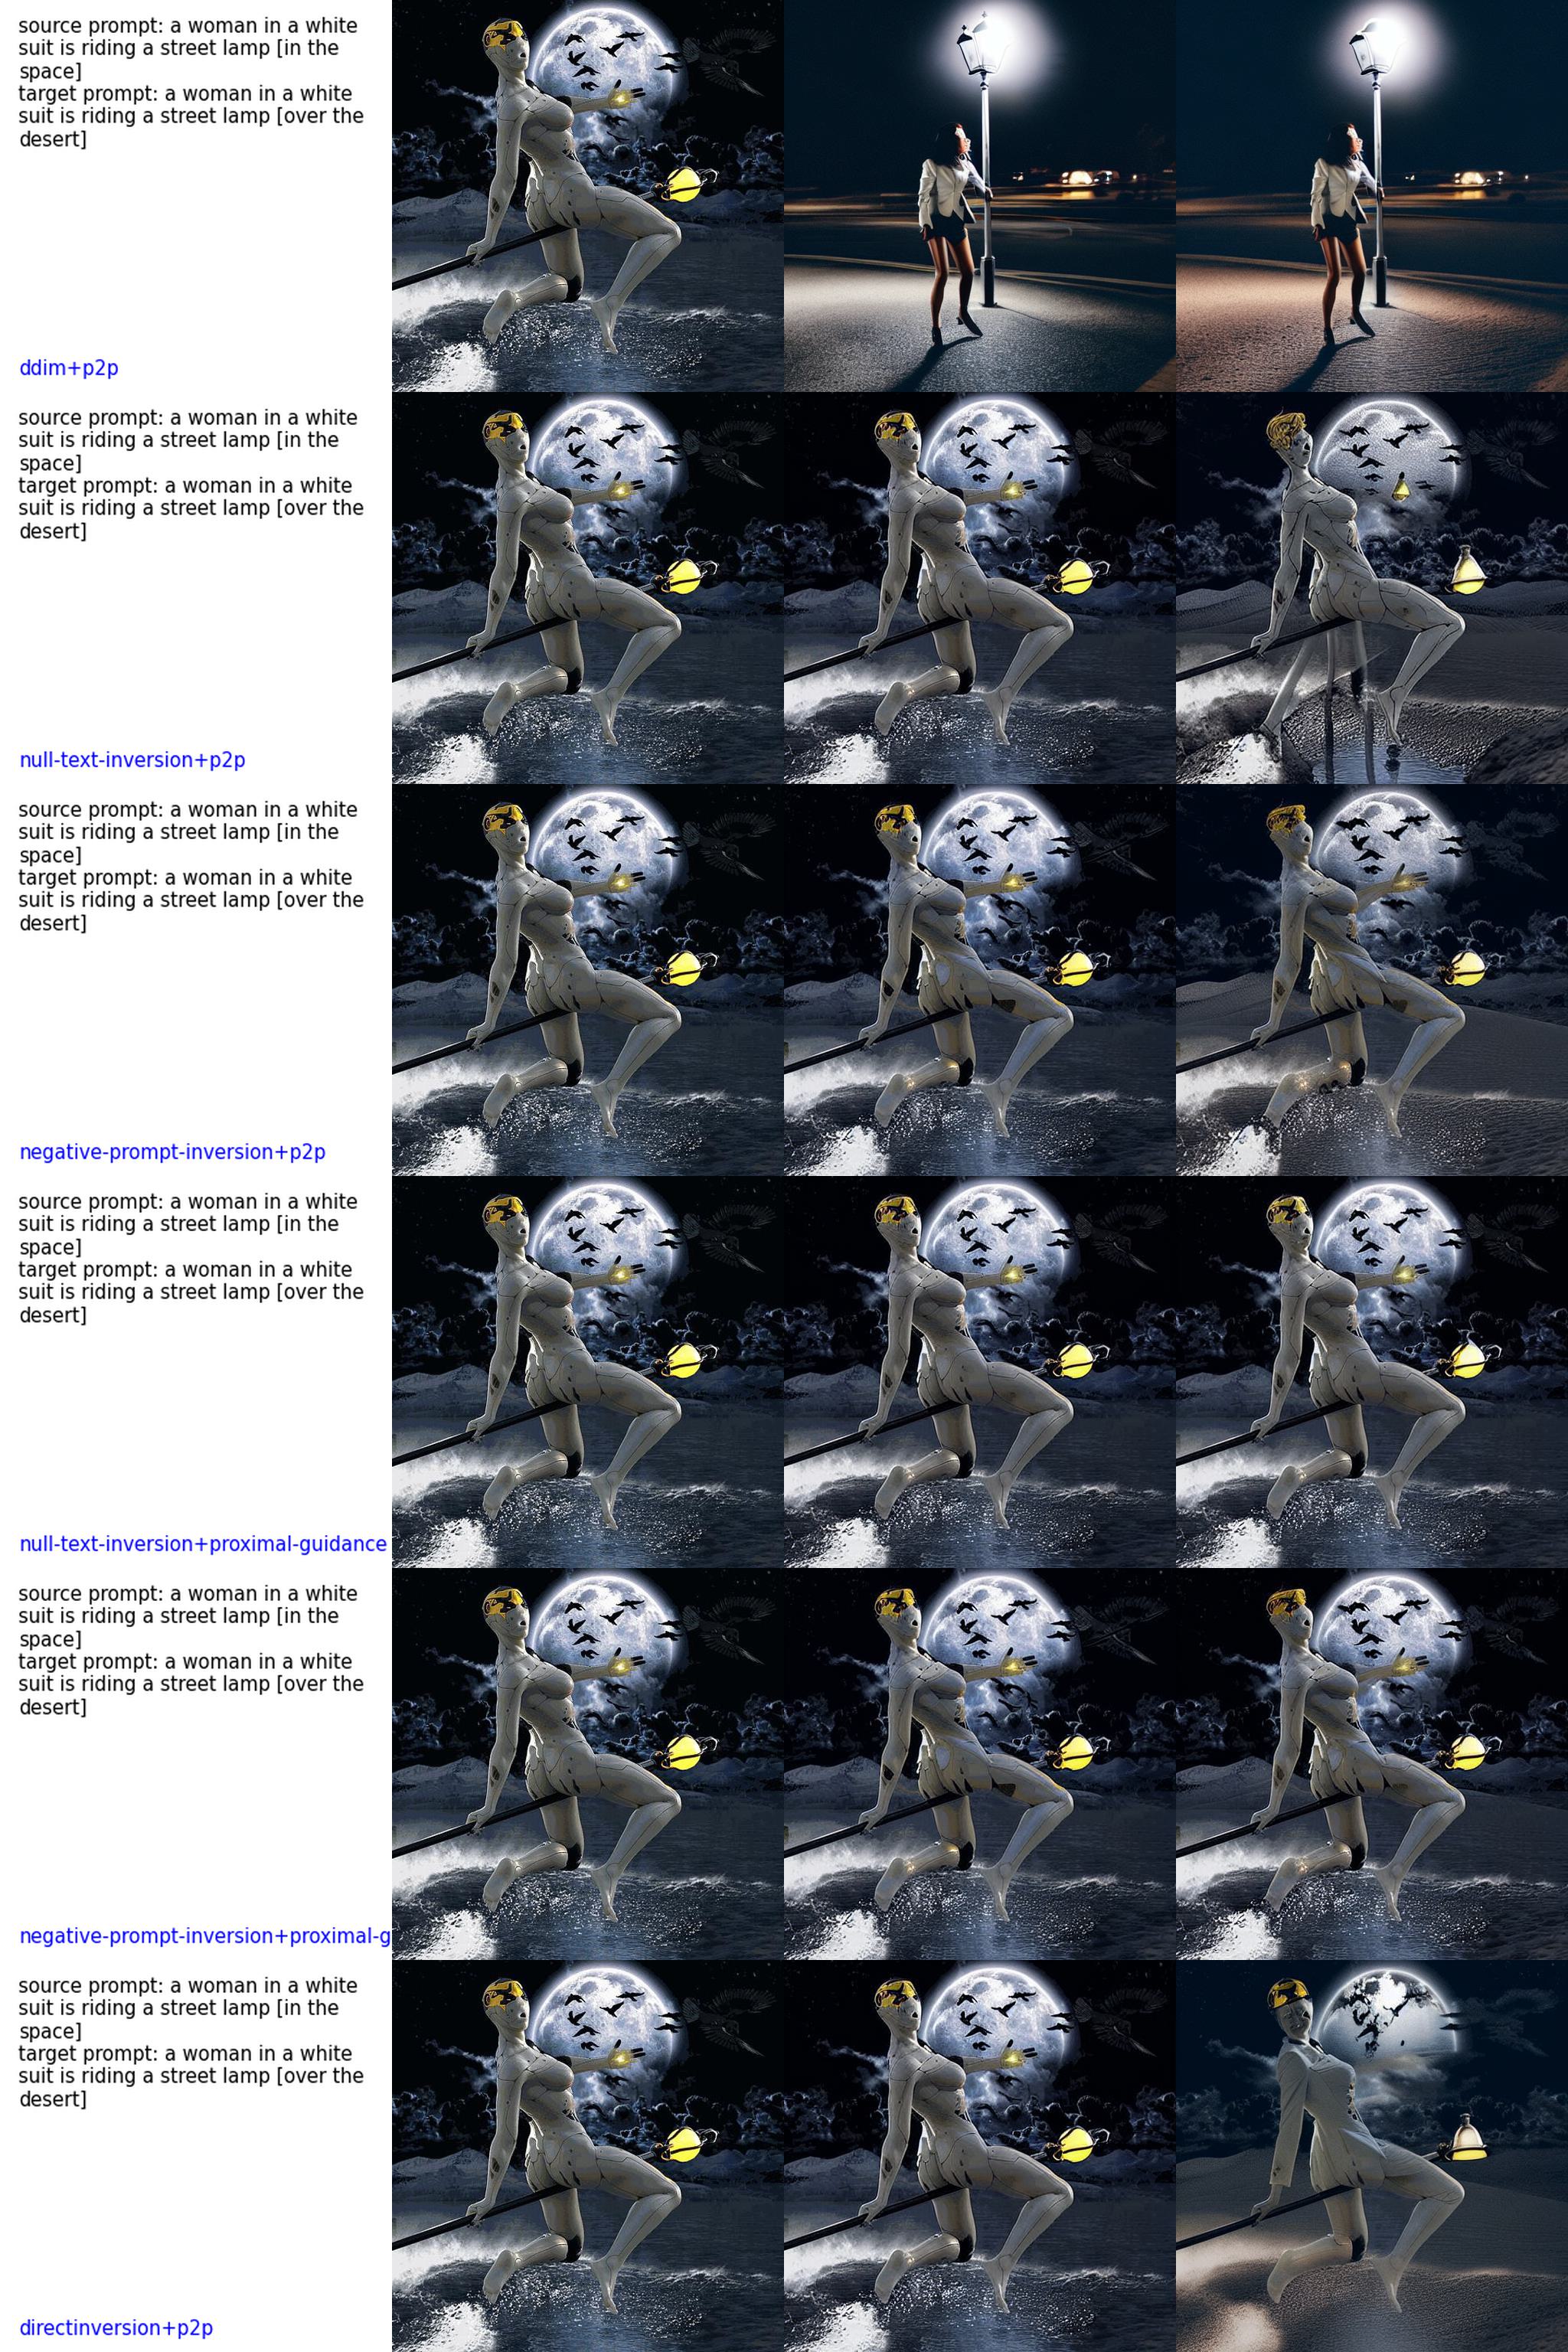 source prompt: a woman in a white
suit is riding a street lamp [in the
space]
target prompt: a woman in a white
suit is riding a street lamp [over the
desert]
ddim+p2p
source prompt: a woman in a white
suit is riding a street lamp [in the
space]
target prompt: a woman in a white
suit is riding a street lamp [over the
desert]
null-text-inversion+p2p
source prompt: a woman in a white
suit is riding a street lamp [in the
space]
target prompt: a woman in a white
suit is riding a street lamp [over the
desert]
negative-prompt-inversion+p2p
source prompt: a woman in a white
suit is riding a street lamp [in the
space]
target prompt: a woman in a white
suit is riding a street lamp [over the
desert]
null-text-inversion+proximal-guidance
source prompt: a woman in a white
suit is riding a street lamp [in the
space]
target prompt: a woman in a white
suit is riding a street lamp [over the
desert]
negative-prompt-inversion+proximal-g
source prompt: a woman in a white
suit is riding a street lamp [in the
space]
target prompt: a woman in a white
suit is riding a street lamp [over the
desert]
directinversion+p2p